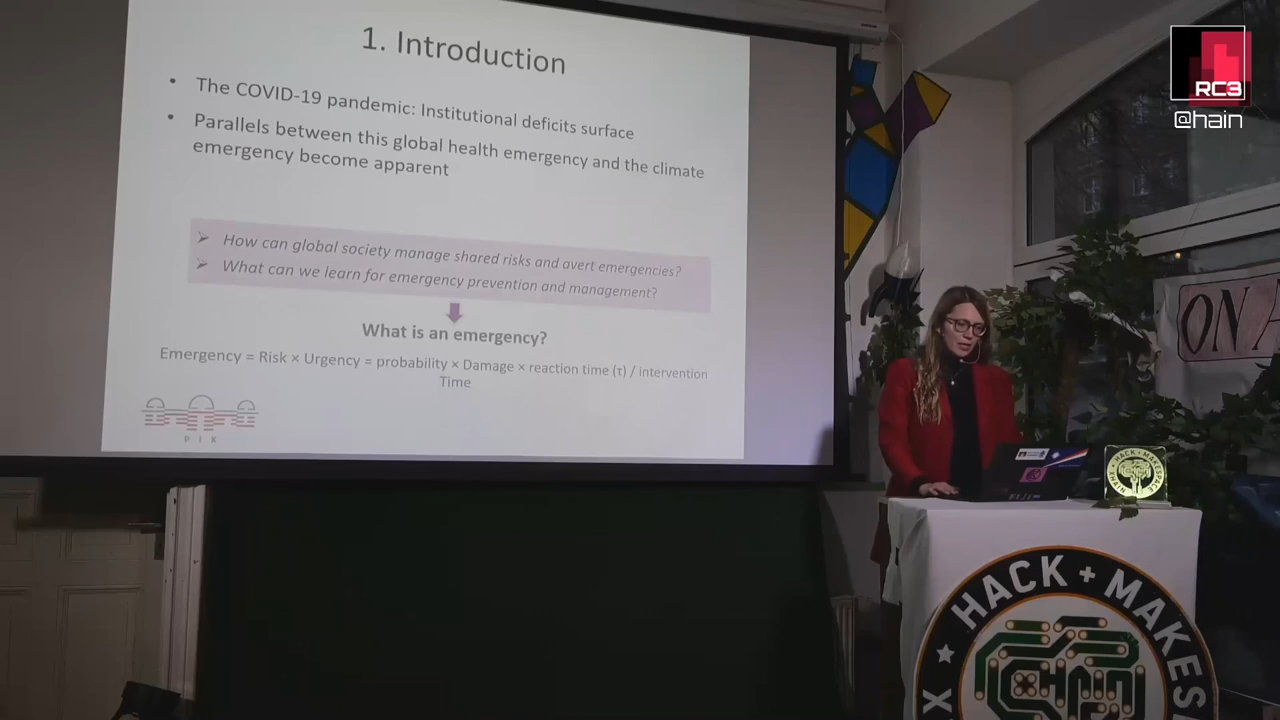 1. Introduction
• The COVID-19 pandemic: Institutional deficits surface
• Parallels between this global health emergency and the climate
emergency become apparent
➢ How can global society manage shared risks and avert emergencies?
➢ What can we learn for emergency prevention and management?
What is an emergency?
Emergency = Risk × Urgency = probability × Damage × reaction time (τ) / intervention
Time
P I K
RC3
@hain
ON A
HACK + MAKESPACE
HACK + MAKES